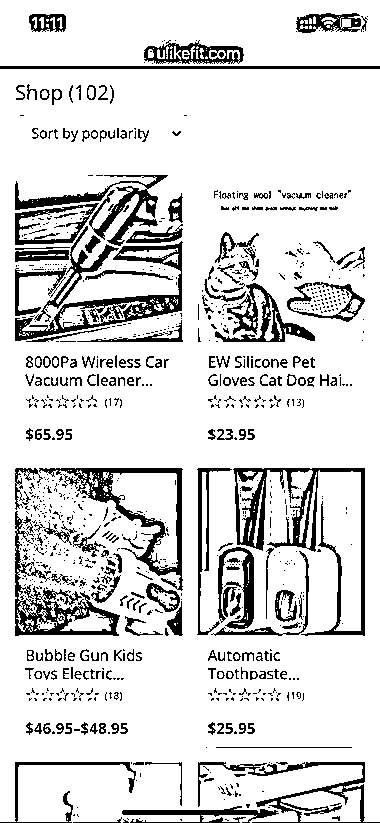 11:11
ulikefit.com
Shop (102)
Sort by popularity
Floating wool "vacuum cleaner"
8000Pa Wireless Car
Vacuum Cleaner...
(17)
$65.95
EW Silicone Pet
Gloves Cat Dog Hai...
(13)
$23.95
Bubble Gun Kids
Toys Electric...
(18)
$46.95–$48.95
Automatic
Toothpaste...
(19)
$25.95